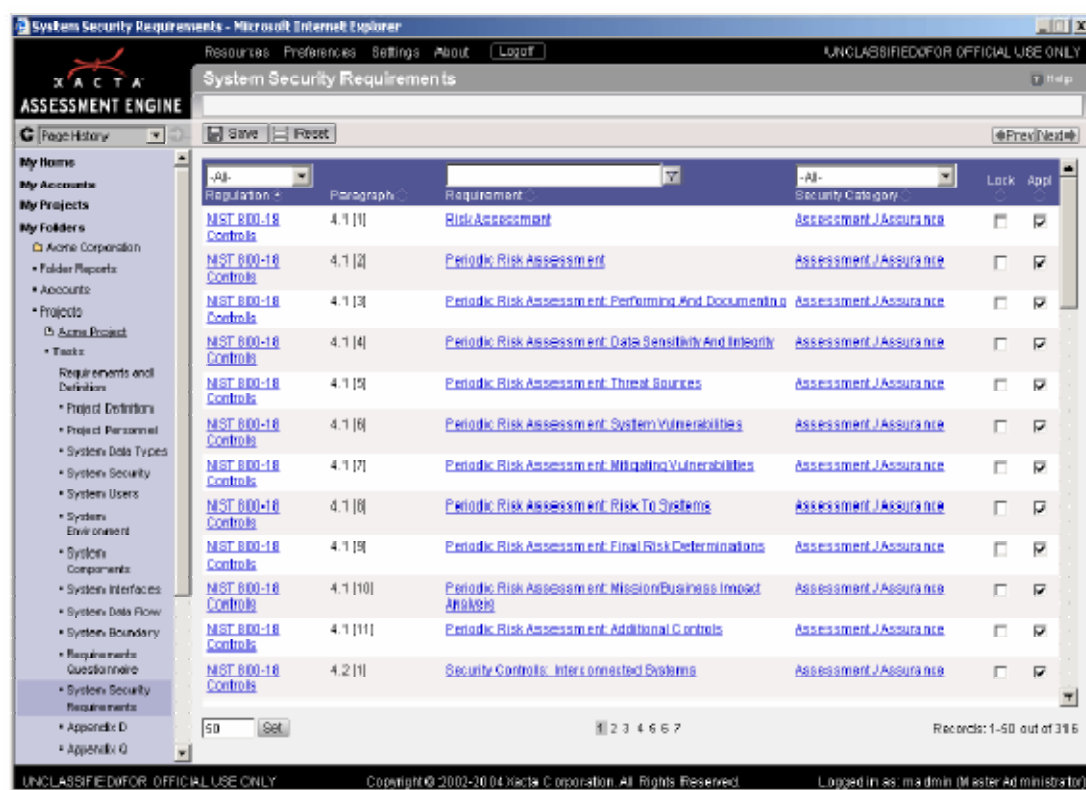 System Security Requirements - Microsoft Internet Explorer
Resources Preferences Settings About Logoff UNCLASSIFIED//FOR OFFICIAL USE ONLY
XACTA
ASSESSMENT ENGINE
System Security Requirements Help
Page History Save Reset Prev Next
My Home
My Accounts
My Projects
My Folders
Acme Corporation
Folder Reports
Accounts
Projects
Acme Project
Tasks
Requirements and
Definition
Project Definition
Project Personnel
System Data Types
System Security
System Users
System
Environment
System
Components
System Interfaces
System Data Flow
System Boundary
Requirements
Questionnaire
System Security
Requirements
Appendix D
Appendix Q
-All- -All-
Regulation Paragraph Requirement Security Category Lock Appl
NIST 800-18 4.1 [1] Risk Assessment Assessment / Assurance
Controls
NIST 800-18 4.1 [2] Periodic Risk Assessment Assessment / Assurance
Controls
NIST 800-18 4.1 [3] Periodic Risk Assessment: Performing And Documenting Assessment / Assurance
Controls
NIST 800-18 4.1 [4] Periodic Risk Assessment: Data Sensitivity And Integrity Assessment / Assurance
Controls
NIST 800-18 4.1 [5] Periodic Risk Assessment: Threat Sources Assessment / Assurance
Controls
NIST 800-18 4.1 [6] Periodic Risk Assessment: System Vulnerabilities Assessment / Assurance
Controls
NIST 800-18 4.1 [7] Periodic Risk Assessment: Mitigating Vulnerabilities Assessment / Assurance
Controls
NIST 800-18 4.1 [8] Periodic Risk Assessment: Risk To Systems Assessment / Assurance
Controls
NIST 800-18 4.1 [9] Periodic Risk Assessment: Final Risk Determinations Assessment / Assurance
Controls
NIST 800-18 4.1 [10] Periodic Risk Assessment: Mission/Business Impact Assessment / Assurance
Controls Analysis
NIST 800-18 4.1 [11] Periodic Risk Assessment: Additional Controls Assessment / Assurance
Controls
NIST 800-18 4.2 [1] Security Controls: Interconnected Systems Assessment / Assurance
Controls
50 Set 1 2 3 4 5 6 7 Records: 1-50 out of 316
UNCLASSIFIED//FOR OFFICIAL USE ONLY Copyright © 2002-2004 Xacta Corporation. All Rights Reserved. Logged in as: madmin (Master Administrator)